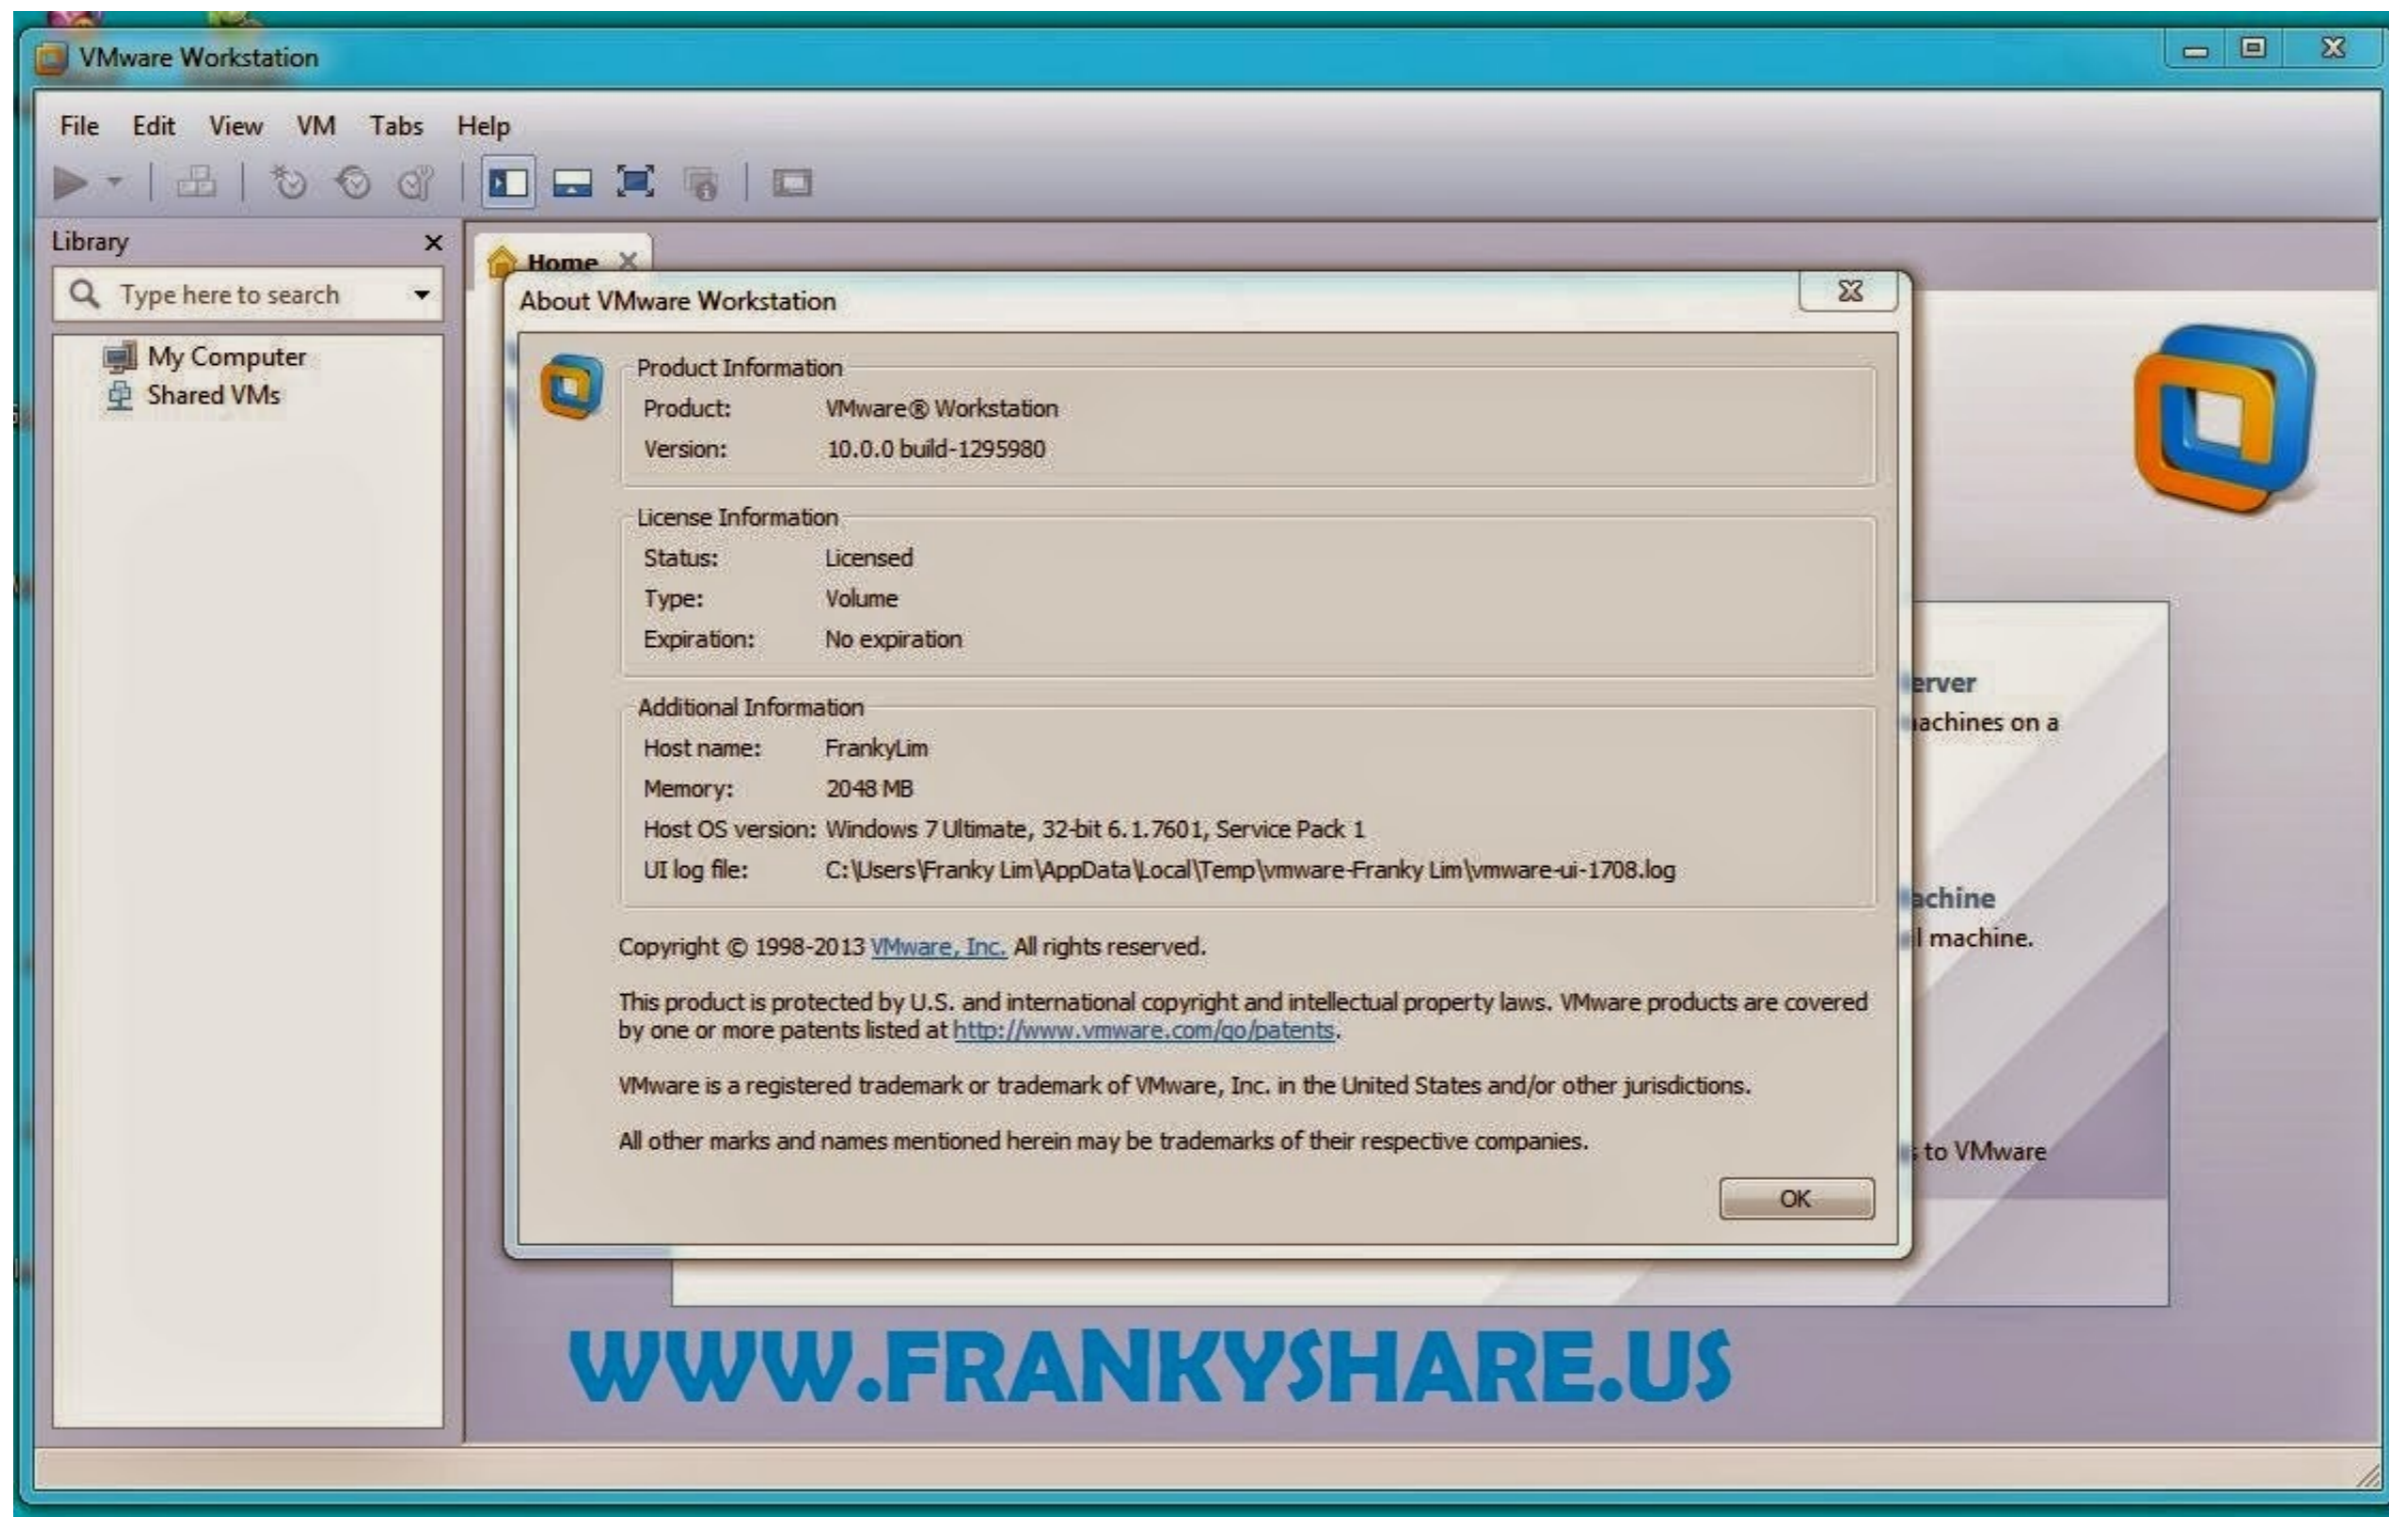 VMware Workstation
File Edit View VM Tabs Help
Library
Type here to search
My Computer
Shared VMs
Home
About VMware Workstation
Product Information
Product: VMware® Workstation
Version: 10.0.0 build-1295980
License Information
Status: Licensed
Type: Volume
Expiration: No expiration
Additional Information
Host name: FrankyLim
Memory: 2048 MB
Host OS version: Windows 7 Ultimate, 32-bit 6.1.7601, Service Pack 1
UI log file: C:\Users\Franky Lim\AppData\Local\Temp\vmware-Franky Lim\vmware-ui-1708.log
Copyright © 1998-2013 VMware, Inc. All rights reserved.
This product is protected by U.S. and international copyright and intellectual property laws. VMware products are covered
by one or more patents listed at http://www.vmware.com/go/patents.
VMware is a registered trademark or trademark of VMware, Inc. in the United States and/or other jurisdictions.
All other marks and names mentioned herein may be trademarks of their respective companies.
OK
erver
achines on a
achine
l machine.
s to VMware
WWW.FRANKYSHARE.US